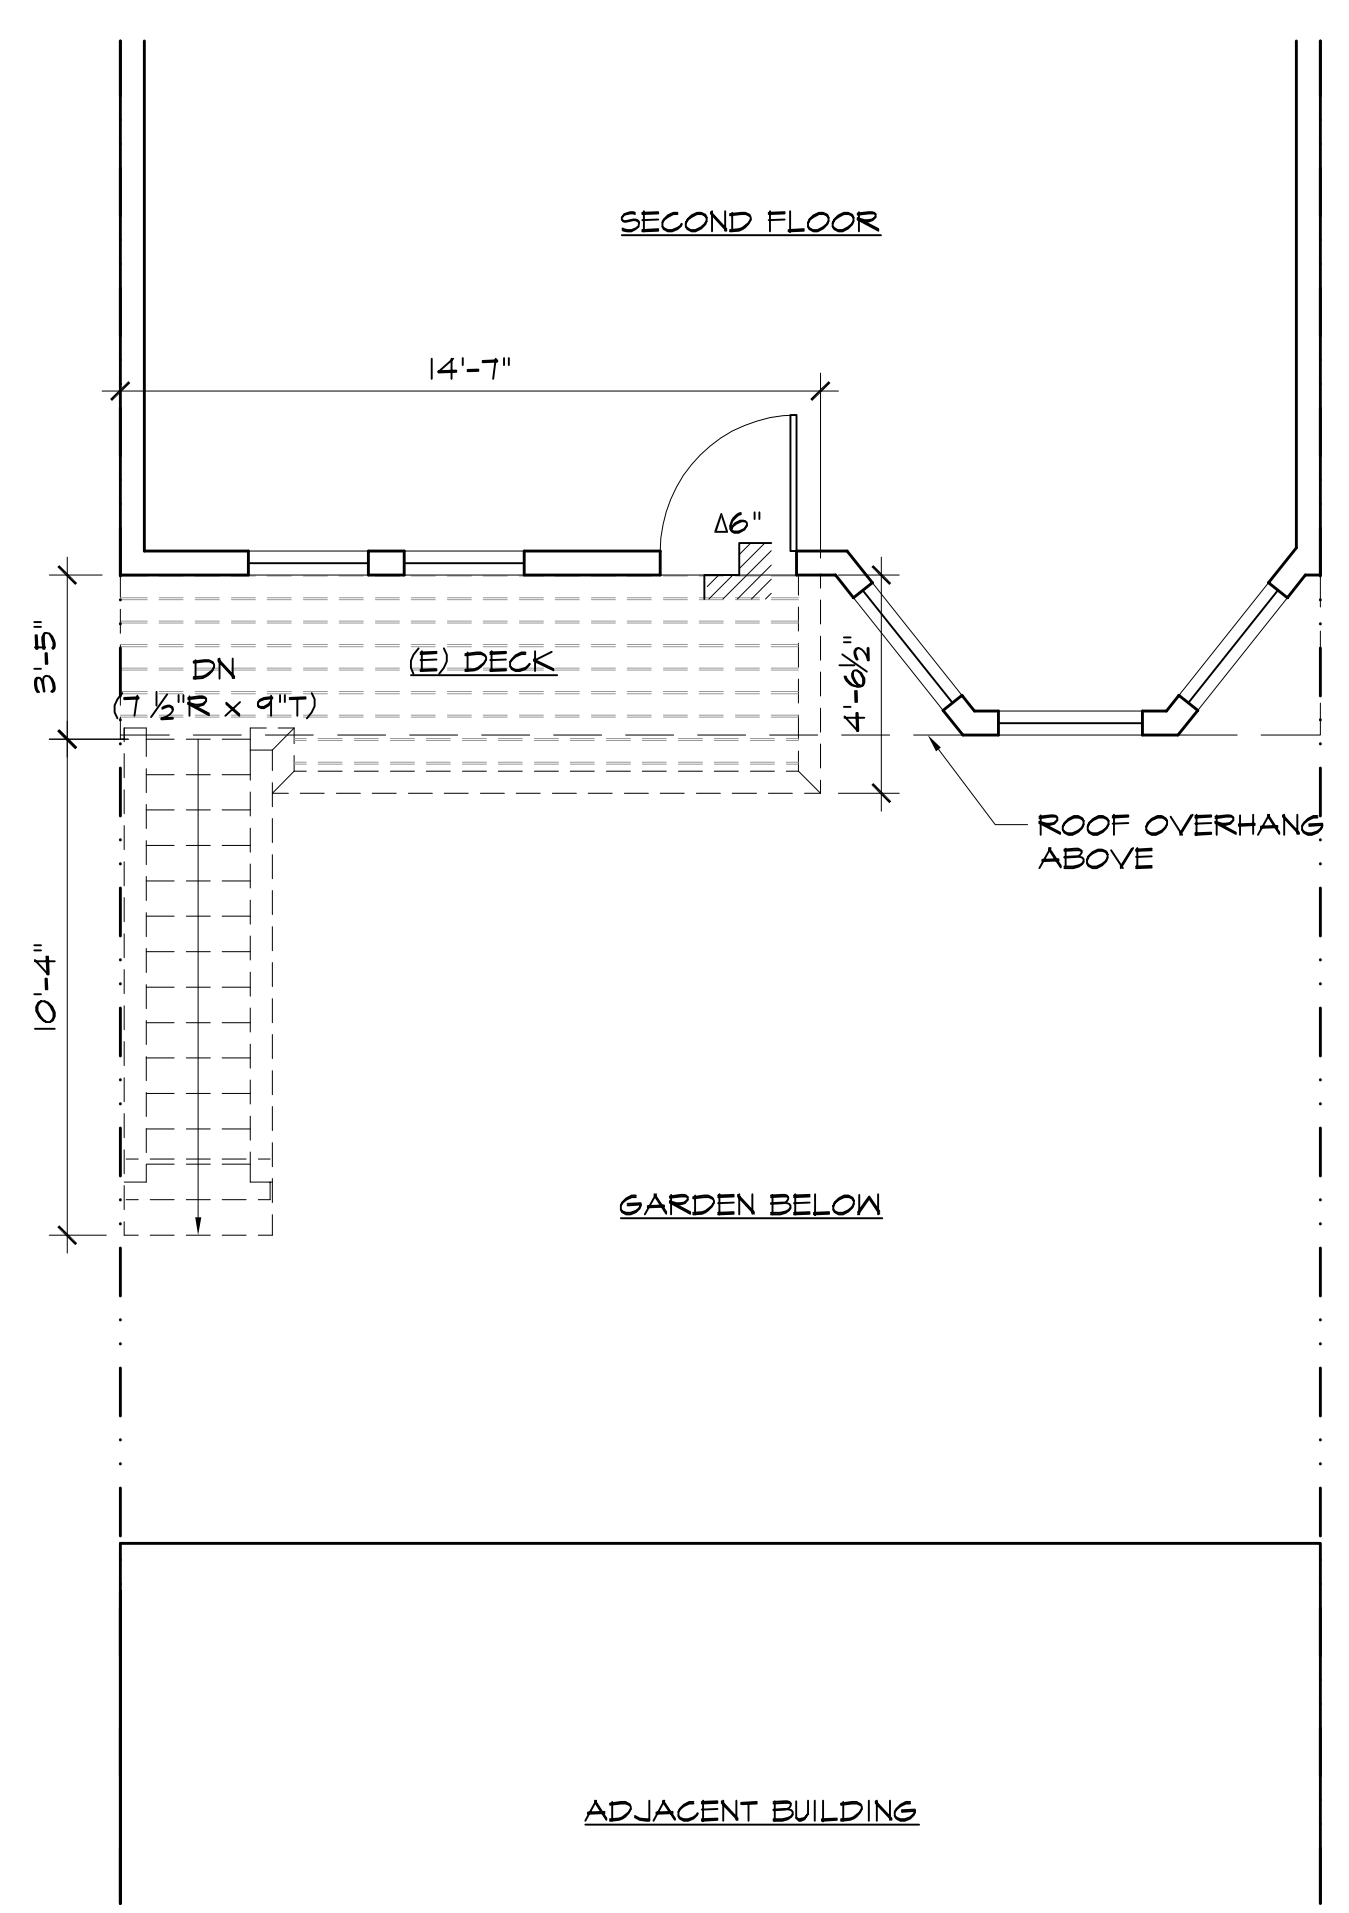 SECOND FLOOR
14'-7"
Δ6"
3'-5"
DN
(7 ½"R x 9"T)
(E) DECK
4'-6½"
ROOF OVERHANG
ABOVE
10'-4"
GARDEN BELOW
ADJACENT BUILDING